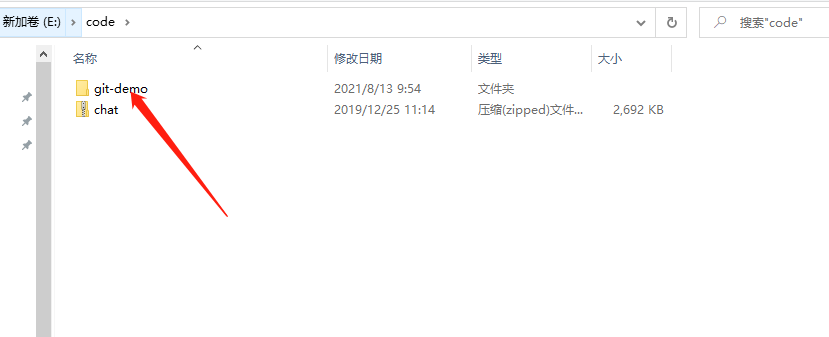 新加卷 (E:) code 搜索"code"
名称 修改日期 类型 大小
git-demo 2021/8/13 9:54 文件夹
chat 2019/12/25 11:14 压缩(zipped)文件... 2,692 KB